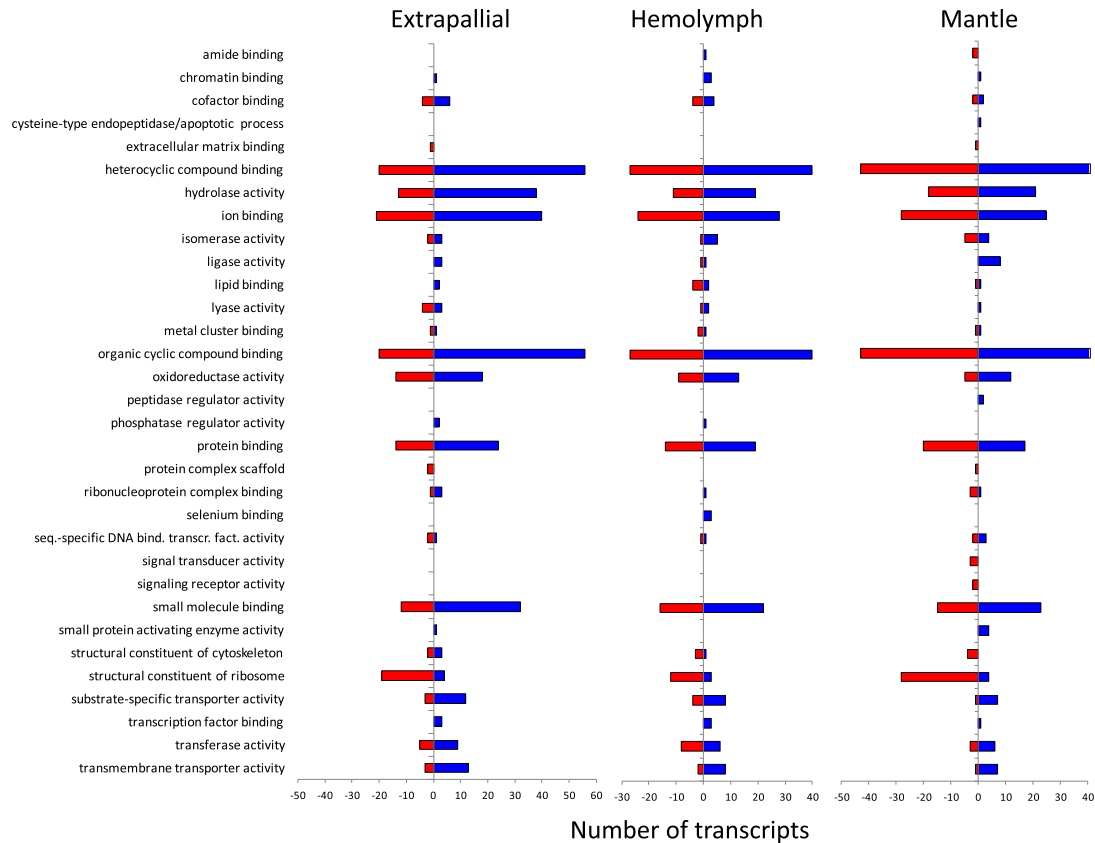 Extrapallial Hemolymph Mantle
amide binding
chromatin binding
cofactor binding
cysteine-type endopeptidase/apoptotic process
extracellular matrix binding
heterocyclic compound binding
hydrolase activity
ion binding
isomerase activity
ligase activity
lipid binding
lyase activity
metal cluster binding
organic cyclic compound binding
oxidoreductase activity
peptidase regulator activity
phosphatase regulator activity
protein binding
protein complex scaffold
ribonucleoprotein complex binding
selenium binding
seq.-specific DNA bind. transcr. fact. activity
signal transducer activity
signaling receptor activity
small molecule binding
small protein activating enzyme activity
structural constituent of cytoskeleton
structural constituent of ribosome
substrate-specific transporter activity
transcription factor binding
transferase activity
transmembrane transporter activity
-50 -40 -30 -20 -10 0 10 20 30 40 50 60 -30 -20 -10 0 10 20 30 40 -50 -40 -30 -20 -10 0 10 20 30 40
Number of transcripts